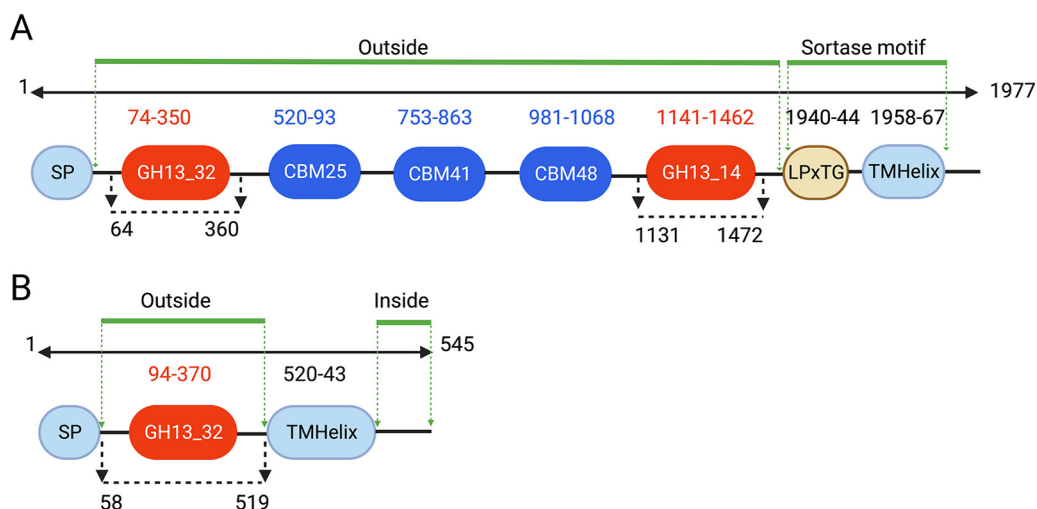 A
Outside
Sortase motif
1
1977
74-350 520-93 753-863 981-1068 1141-1462 1940-44 1958-67
SP GH13_32 CBM25 CBM41 CBM48 GH13_14 LPxTG TMHelix
64 360 1131 1472
B
Outside Inside
1 545
94-370 520-43
SP GH13_32 TMHelix
58 519